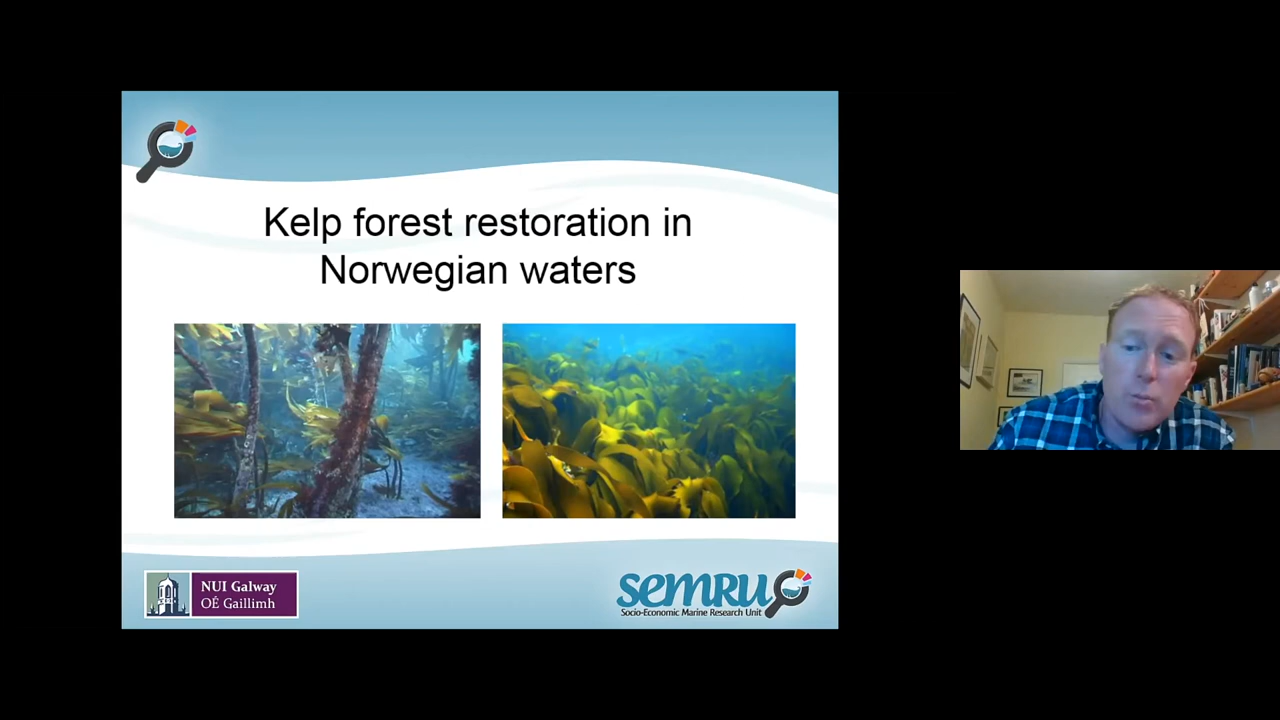 Kelp forest restoration in
Norwegian waters
NUI Galway
OÉ Gaillimh
SEMRU
Socio-Economic Marine Research Unit